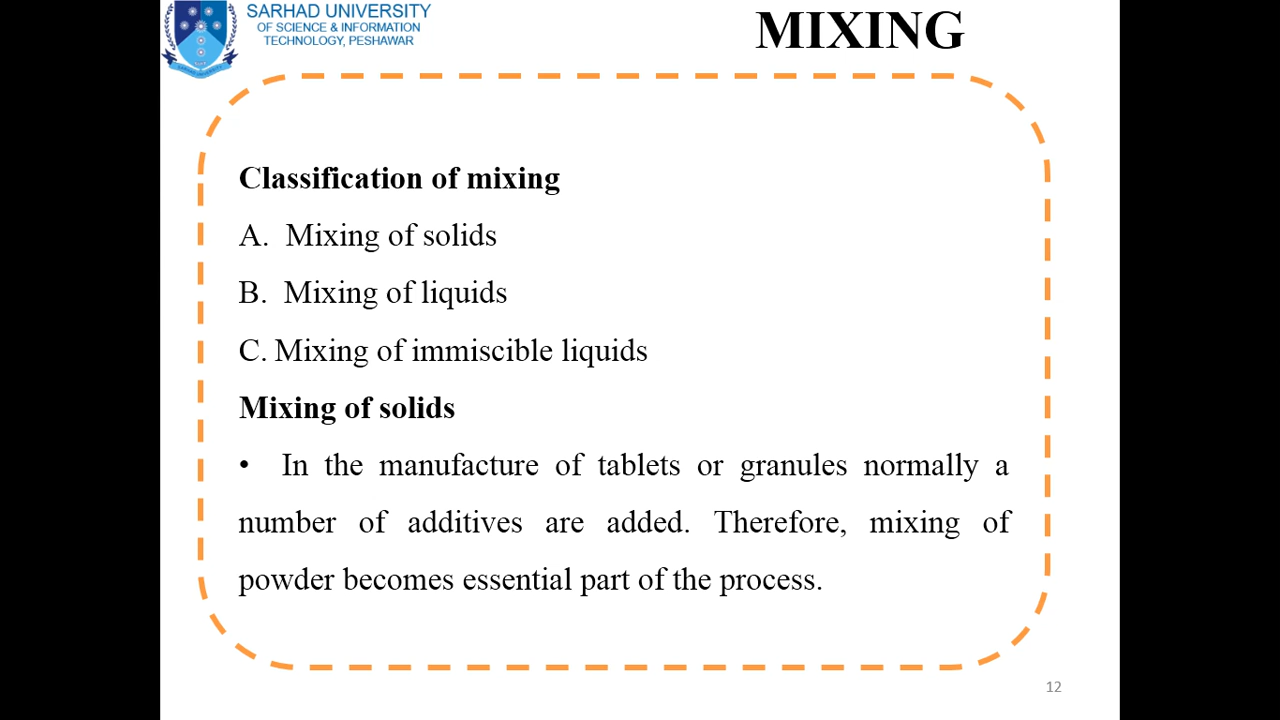 SARHAD UNIVERSITY
OF SCIENCE & INFORMATION
TECHNOLOGY, PESHAWAR
MIXING
Classification of mixing
A. Mixing of solids
B. Mixing of liquids
C. Mixing of immiscible liquids
Mixing of solids
• In the manufacture of tablets or granules normally a
number of additives are added. Therefore, mixing of
powder becomes essential part of the process.
12